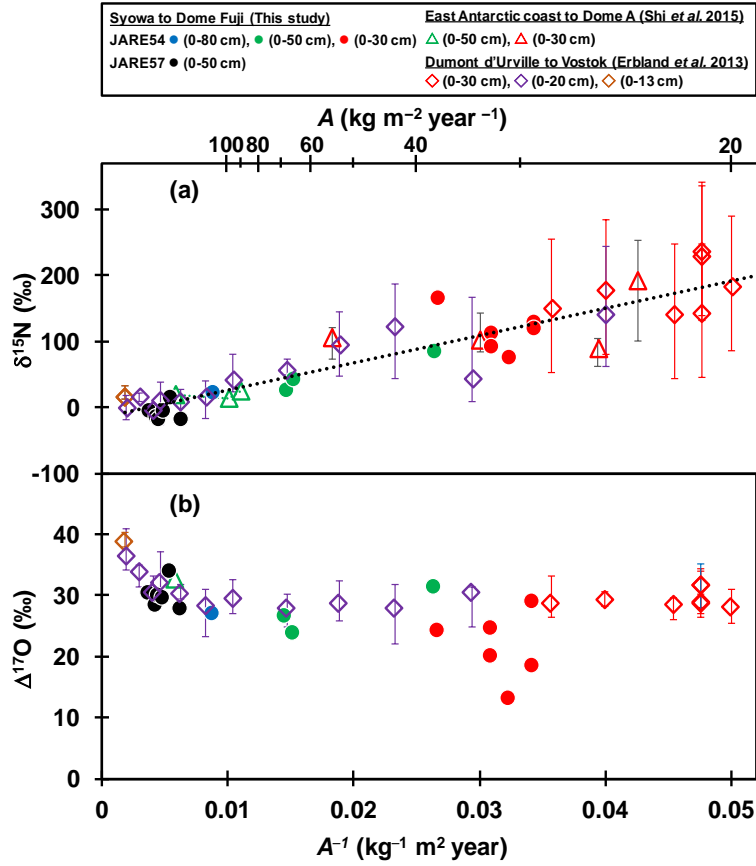 Syowa to Dome Fuji (This study)
JARE54 (0-80 cm), (0-50 cm), (0-30 cm)
JARE57 (0-50 cm)
East Antarctic coast to Dome A (Shi et al. 2015)
(0-50 cm), (0-30 cm)
Dumont d'Urville to Vostok (Erbland et al. 2013)
(0-30 cm), (0-20 cm), (0-13 cm)
A (kg m⁻² year ⁻¹)
100 80 60 40 20
(a)
300
200
100
0
-100
δ¹⁵N (‰)
(b)
40
30
20
10
0
Δ¹⁷O (‰)
0 0.01 0.02 0.03 0.04 0.05
A⁻¹ (kg⁻¹ m² year)